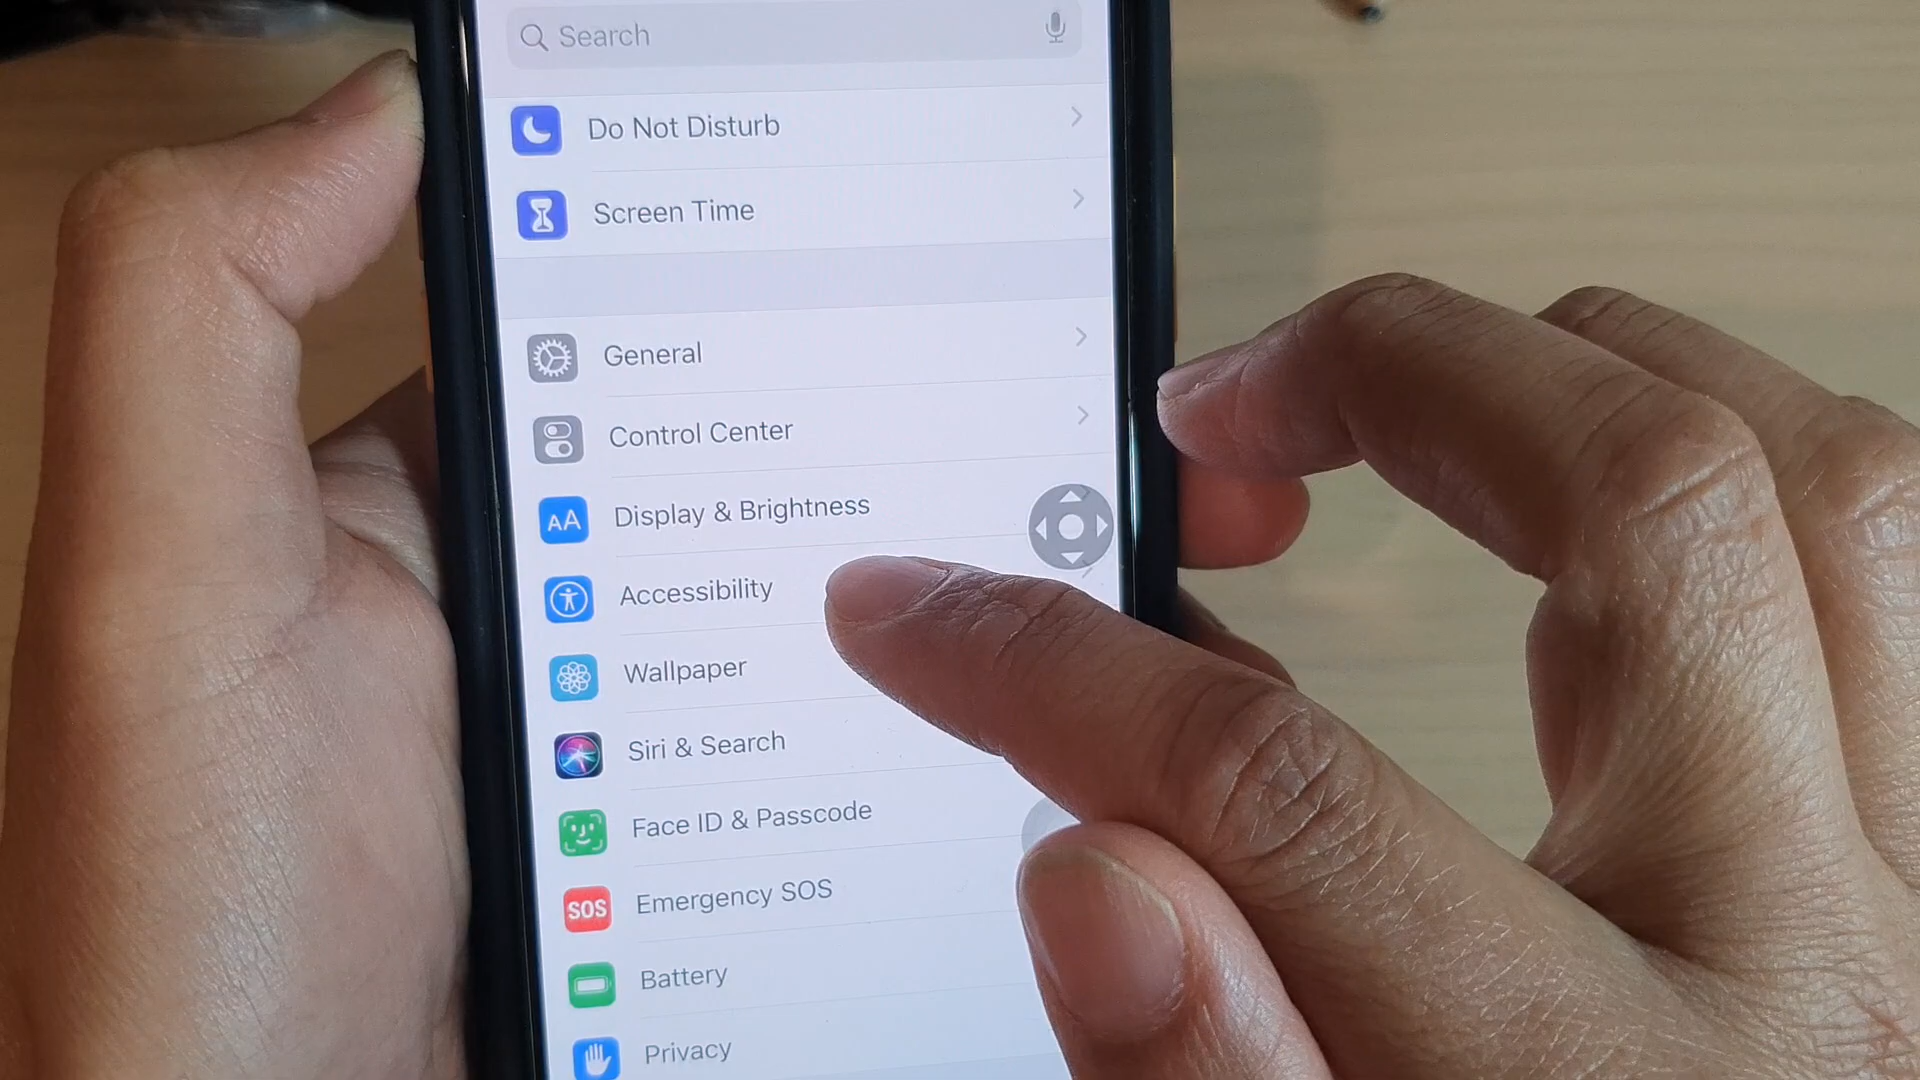 Search
Do Not Disturb
Screen Time
General
Control Center
AA Display & Brightness
Accessibility
Wallpaper
Siri & Search
Face ID & Passcode
SOS Emergency SOS
Battery
Privacy